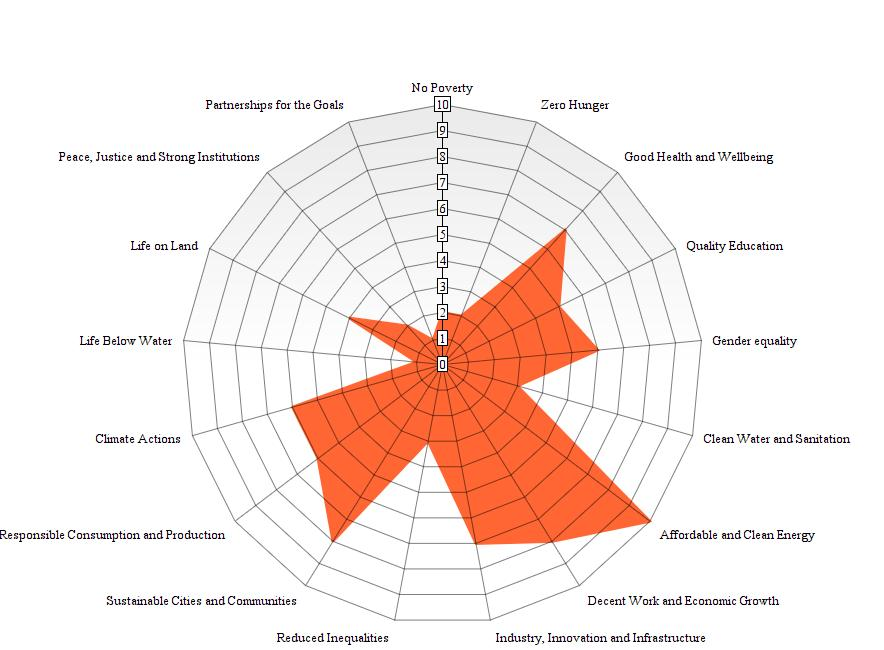 No Poverty
Partnerships for the Goals
10
Zero Hunger
9
Peace, Justice and Strong Institutions
8
Good Health and Wellbeing
7
6
Life on Land
5
Quality Education
4
3
2
Life Below Water
1
Gender equality
0
Climate Actions
Clean Water and Sanitation
Responsible Consumption and Production
Affordable and Clean Energy
Sustainable Cities and Communities
Decent Work and Economic Growth
Reduced Inequalities
Industry, Innovation and Infrastructure